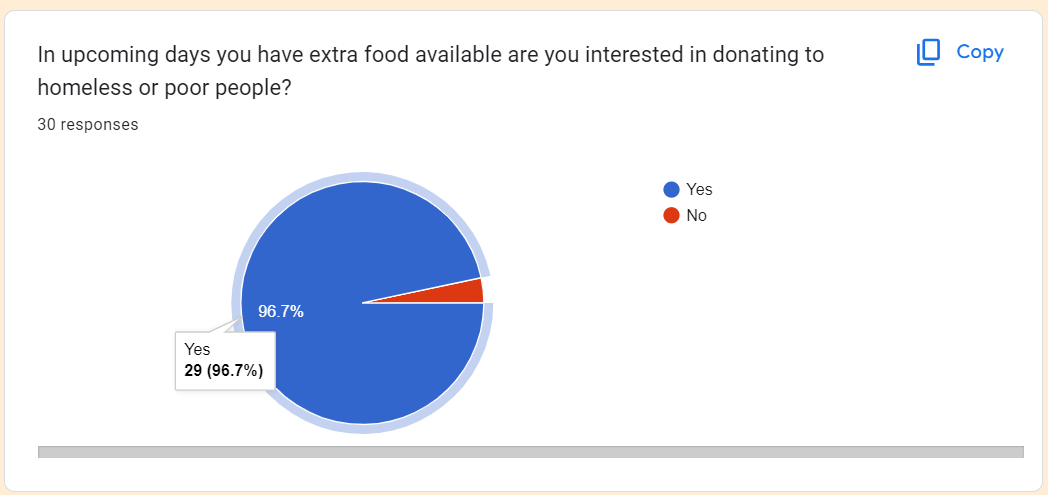 In upcoming days you have extra food available are you interested in donating to
homeless or poor people?
Copy
30 responses
Yes
No
96.7%
Yes
29 (96.7%)